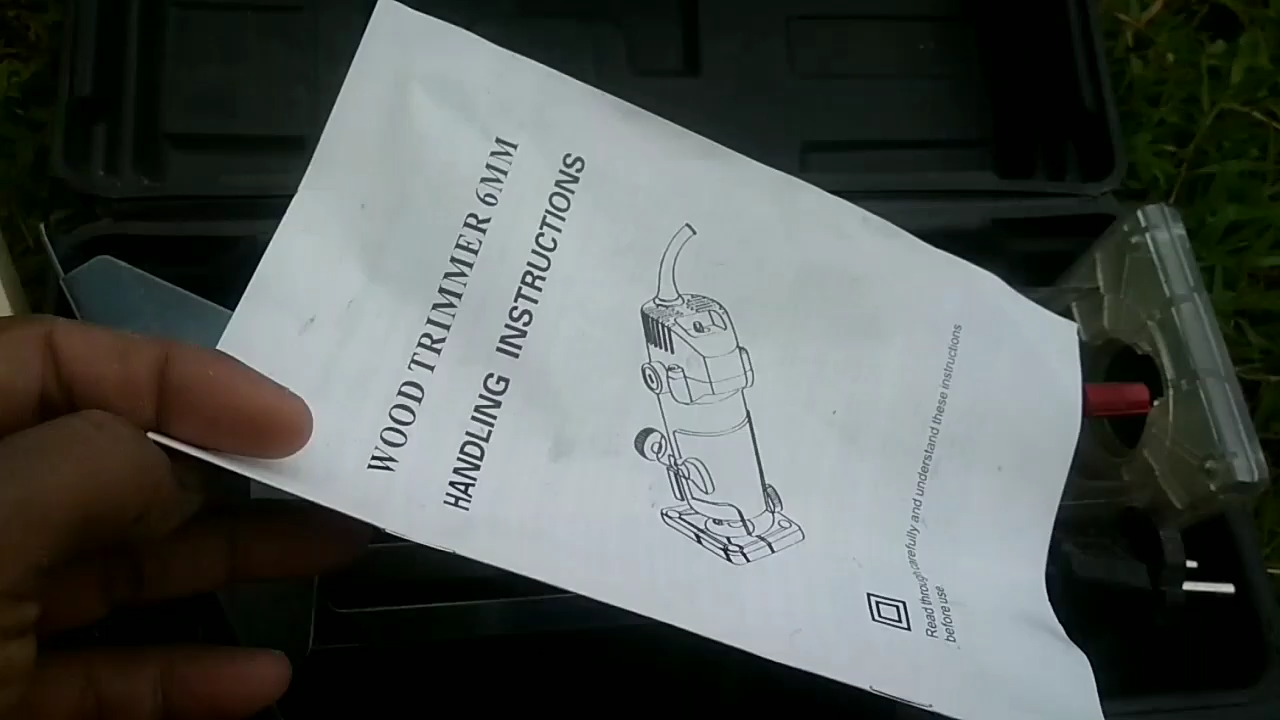 WOOD TRIMMER 6MM
HANDLING INSTRUCTIONS
Read through carefully and understand these instructions
before use.